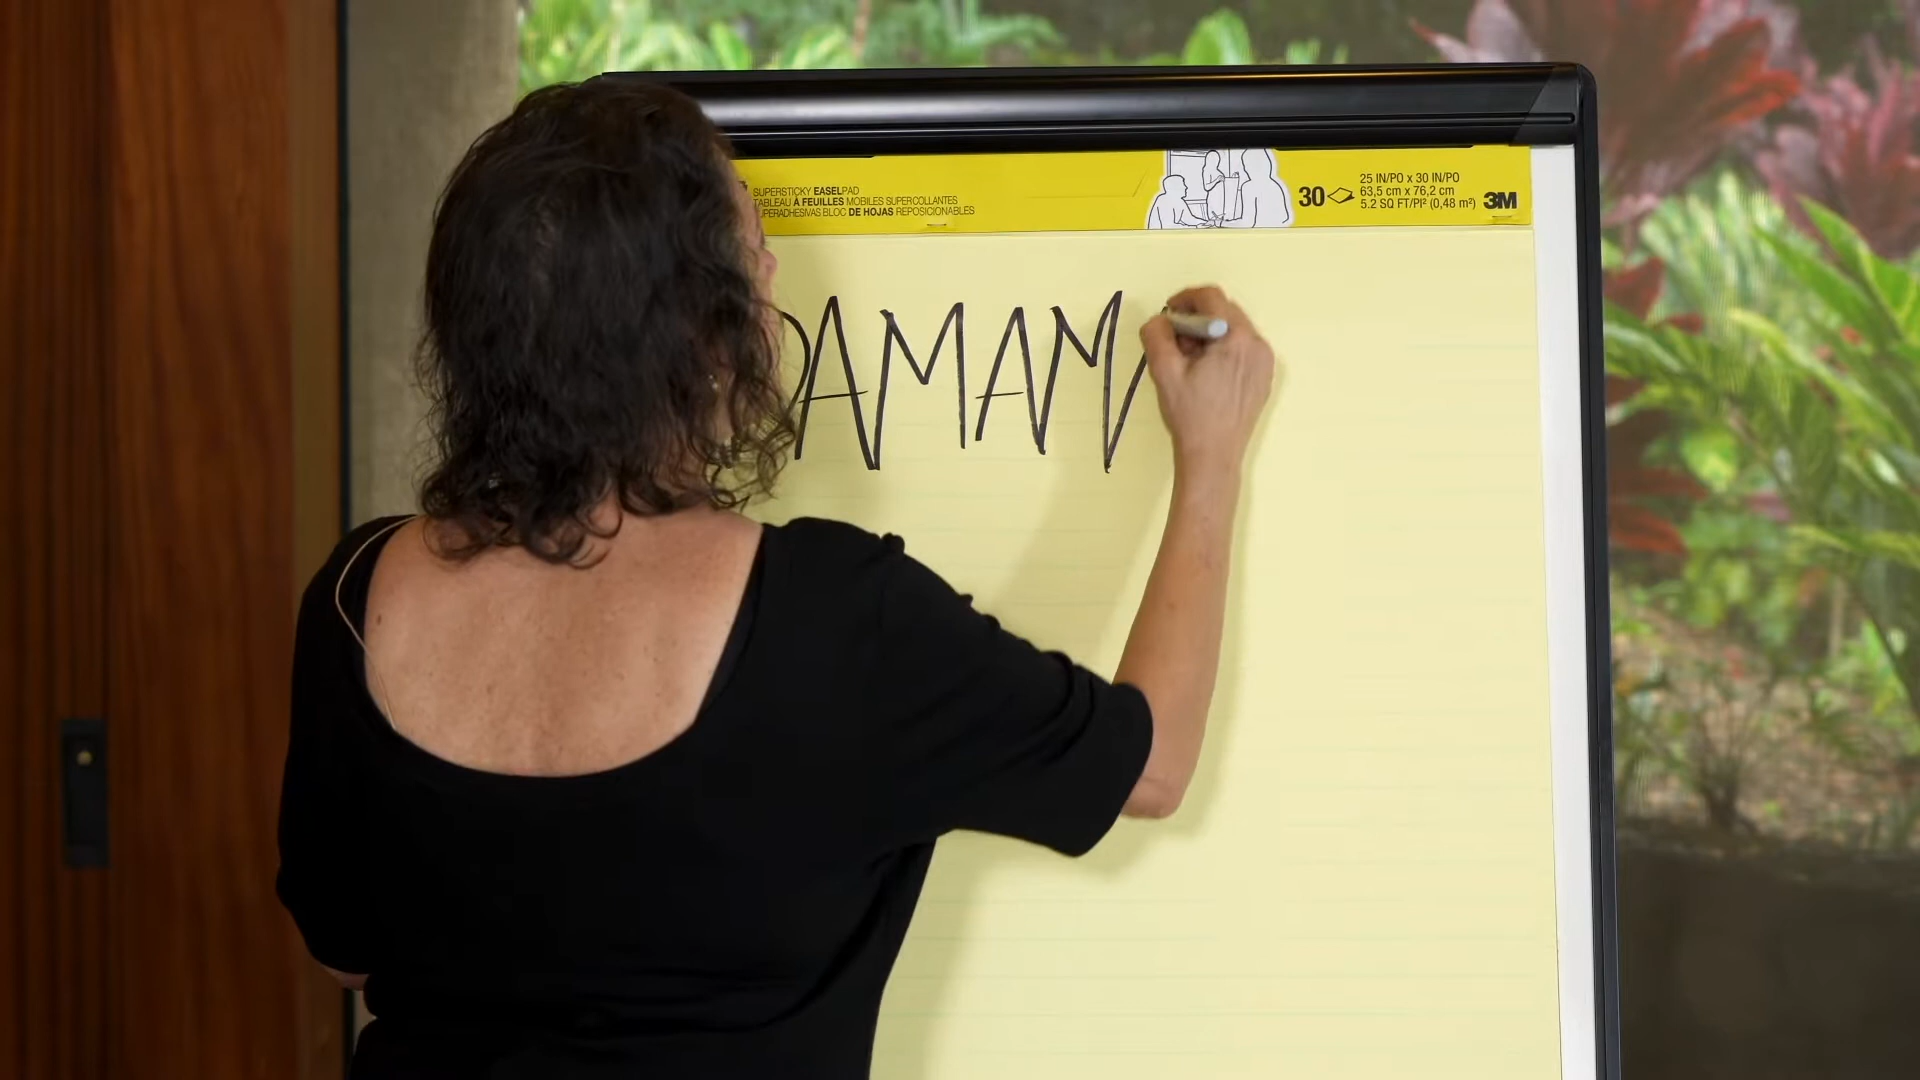 SUPERSTICKY EASELPAD
TABLEAU À FEUILLES MOBILES SUPERCOLLANTES
SUPERADHESIVAS BLOC DE HOJAS REPOSICIONABLES
30
25 IN/PO x 30 IN/PO
63,5 cm x 76,2 cm
5.2 SQ FT/PI² (0,48 m²)
3M
AMAM